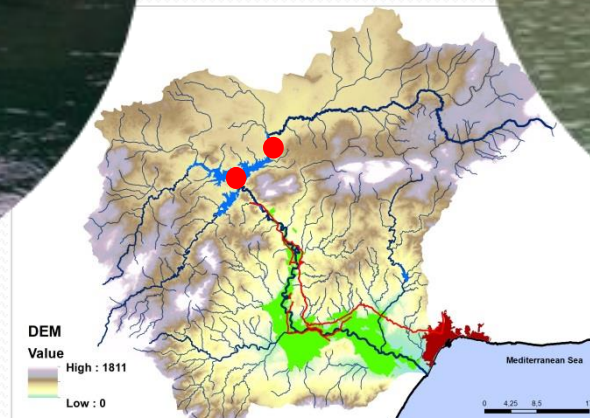 DEM
Value
High : 1811
Low : 0
Mediterranean Sea
0 4,25 8,5